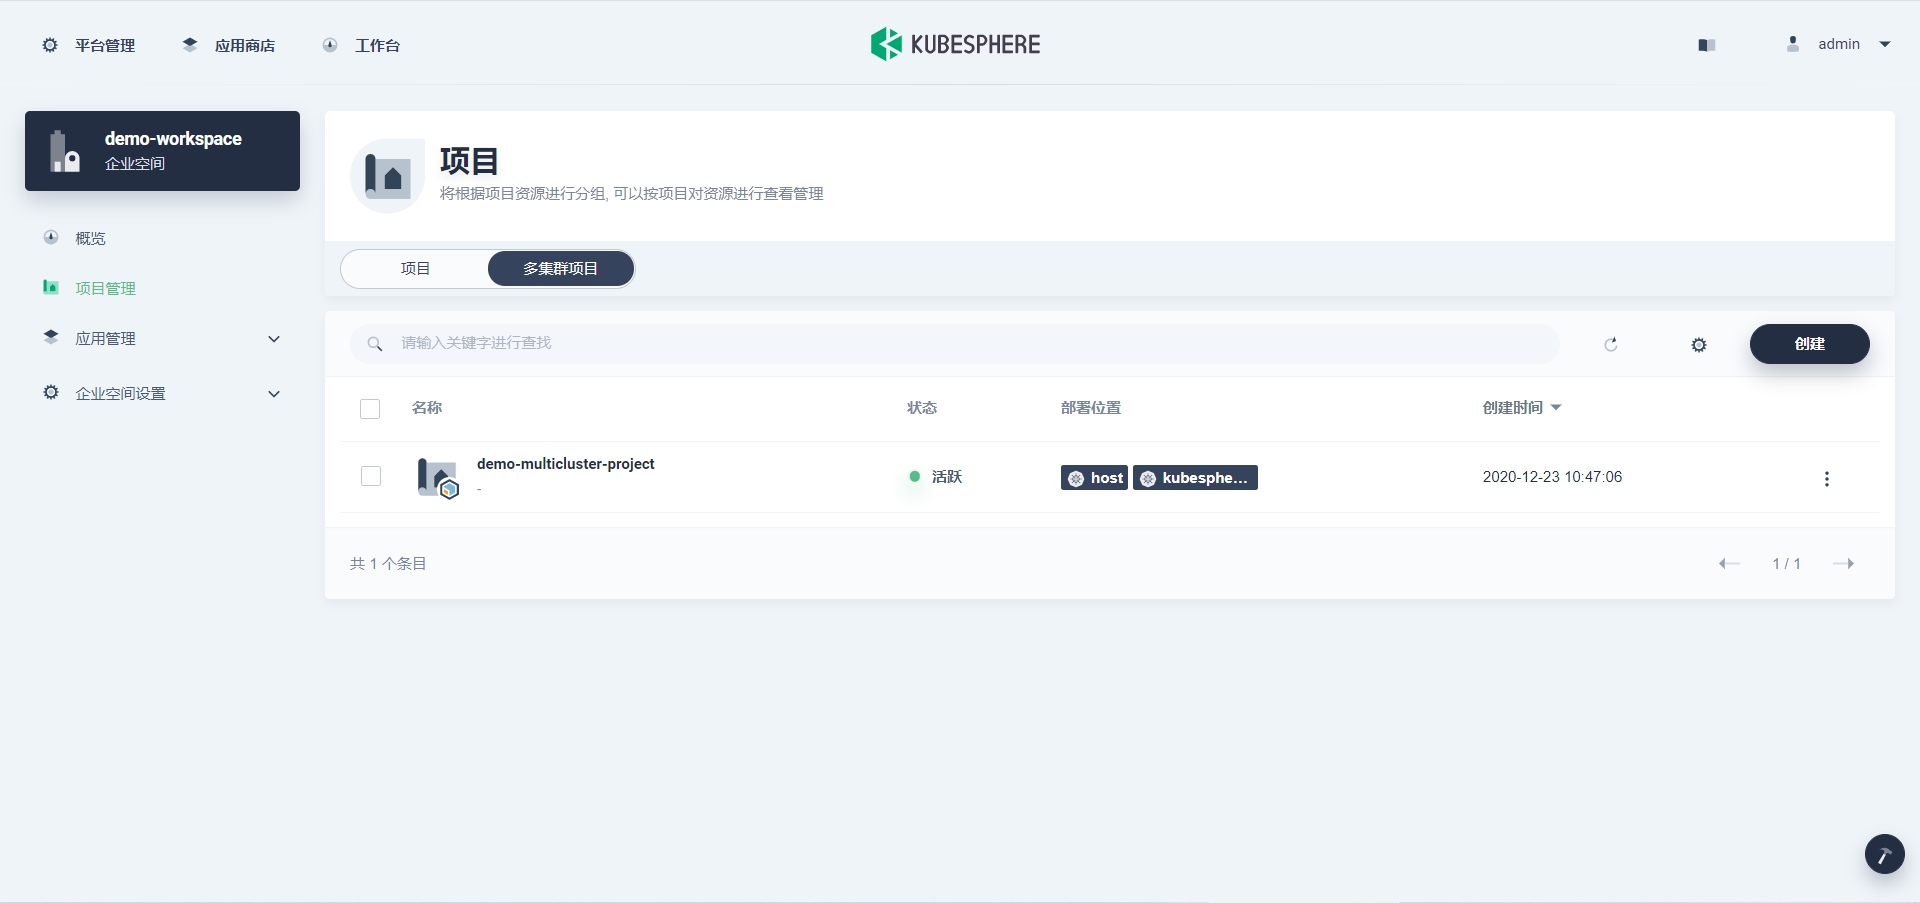 平台管理
应用商店
工作台
KUBESPHERE
admin
demo-workspace
企业空间
概览
项目管理
应用管理
企业空间设置
项目
将根据项目资源进行分组, 可以按项目对资源进行查看管理
项目
多集群项目
请输入关键字进行查找
创建
名称
状态
部署位置
创建时间
demo-multicluster-project
-
活跃
host
kubesphe...
2020-12-23 10:47:06
共 1 个条目
1 / 1